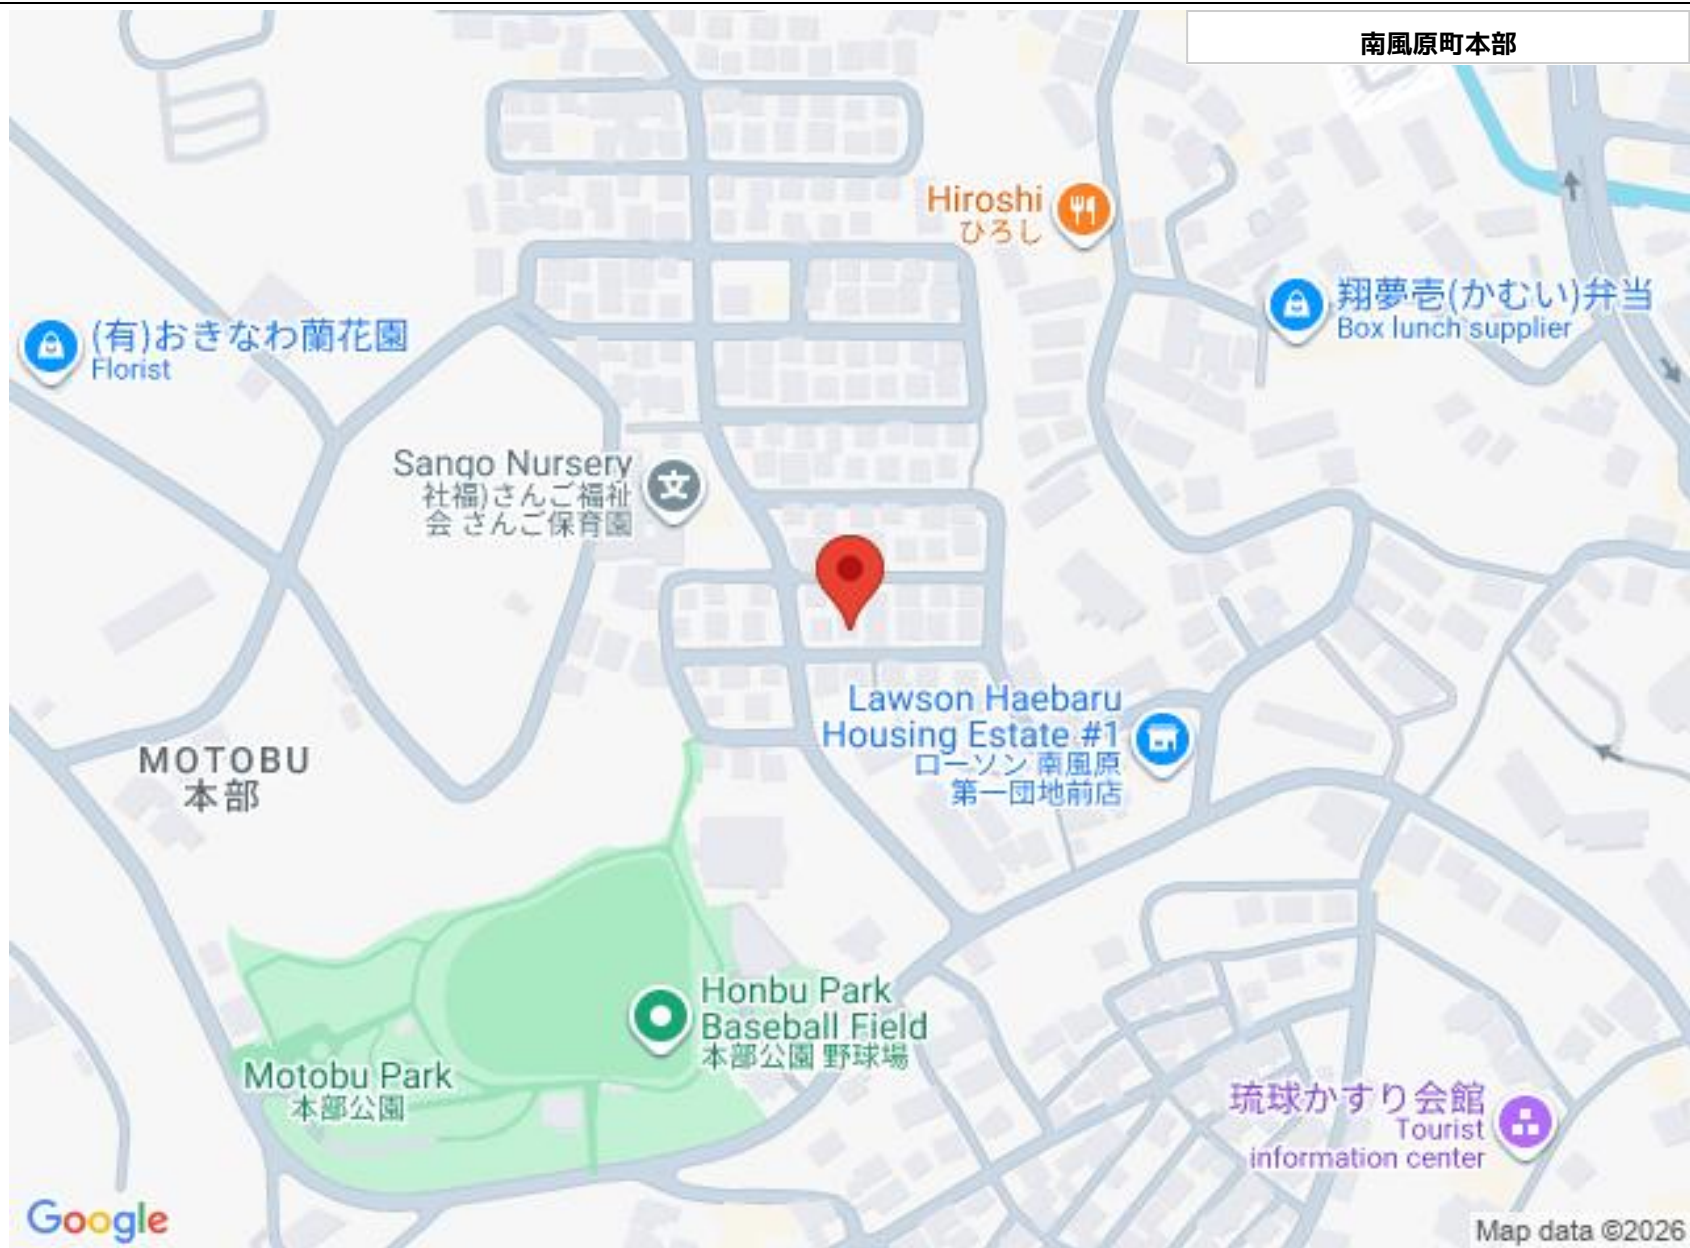 南風原町本部
Hiroshi
ひろし
翔夢壱(かむい)弁当
Box lunch supplier
(有)おきなわ蘭花園
Florist
Sango Nursery
社福)さんご福祉
会 さんご保育園
Lawson Haebaru
Housing Estate #1
ローソン 南風原
第一団地前店
MOTOBU
本部
Honbu Park
Baseball Field
本部公園 野球場
Motobu Park
本部公園
琉球かすり会館
Tourist
information center
Google
Map data ©2026